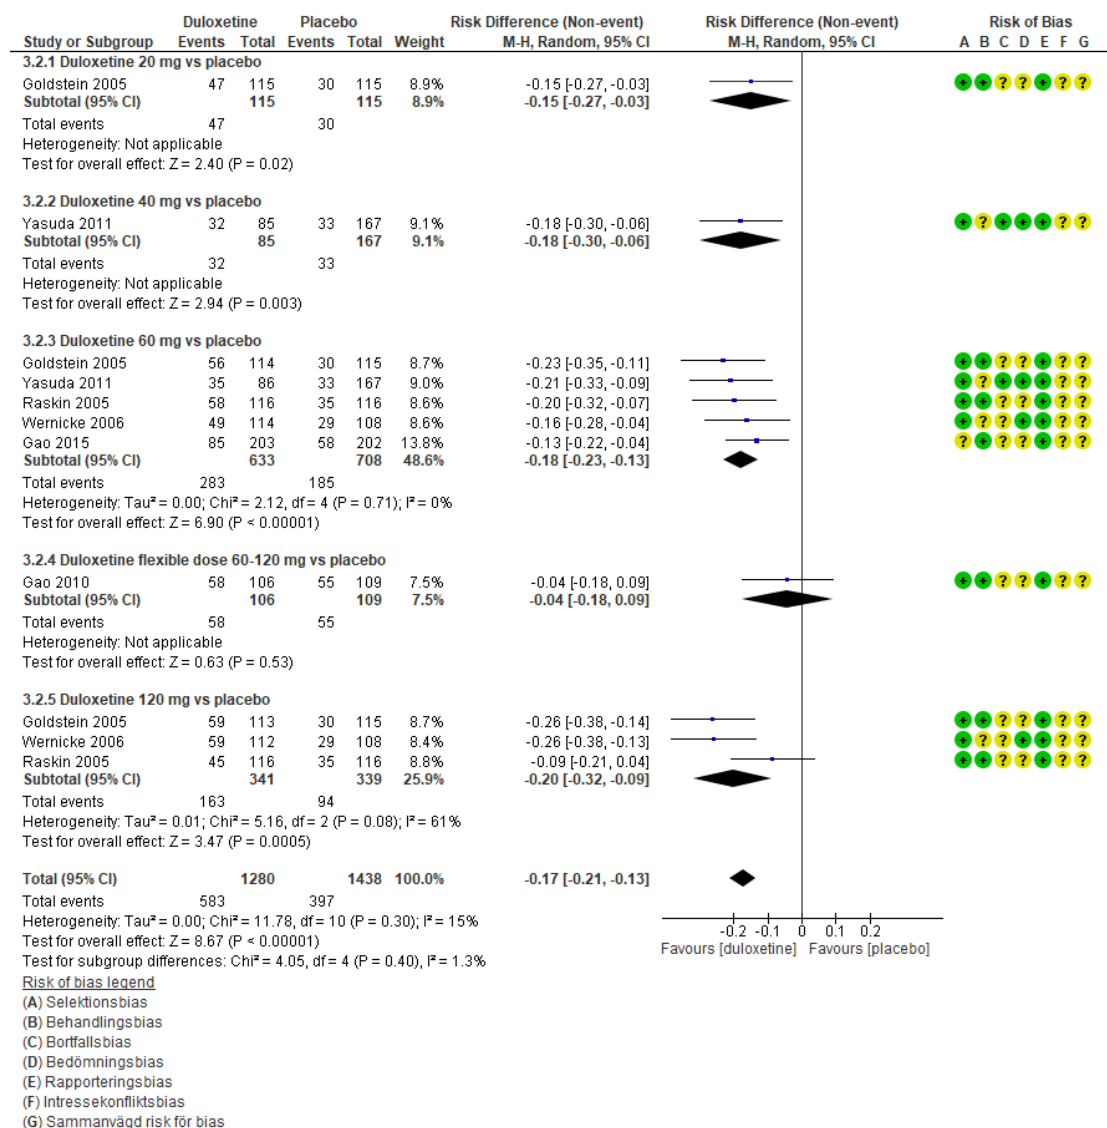 Duloxetine Placebo Risk Difference (Non-event) Risk Difference (Non-event) Risk of Bias
Study or Subgroup Events Total Events Total Weight M-H, Random, 95% CI M-H, Random, 95% CI A B C D E F G
3.2.1 Duloxetine 20 mg vs placebo
Goldstein 2005 47 115 30 115 8.9% -0.15 [-0.27, -0.03] + + ? ? + ? ?
Subtotal (95% CI) 115 115 8.9% -0.15 [-0.27, -0.03]
Total events 47 30
Heterogeneity: Not applicable
Test for overall effect: Z = 2.40 (P = 0.02)
3.2.2 Duloxetine 40 mg vs placebo
Yasuda 2011 32 85 33 167 9.1% -0.18 [-0.30, -0.06] + ? + + + ? ?
Subtotal (95% CI) 85 167 9.1% -0.18 [-0.30, -0.06]
Total events 32 33
Heterogeneity: Not applicable
Test for overall effect: Z = 2.94 (P = 0.003)
3.2.3 Duloxetine 60 mg vs placebo
Goldstein 2005 56 114 30 115 8.7% -0.23 [-0.35, -0.11] + + ? ? + ? ?
Yasuda 2011 35 86 33 167 9.0% -0.21 [-0.33, -0.09] + ? + + + ? ?
Raskin 2005 58 116 35 116 8.6% -0.20 [-0.32, -0.07] + + ? ? + ? ?
Wernicke 2006 49 114 29 108 8.6% -0.16 [-0.28, -0.04] + ? ? + + ? ?
Gao 2015 85 203 58 202 13.8% -0.13 [-0.22, -0.04] ? + ? ? + ? ?
Subtotal (95% CI) 633 708 48.6% -0.18 [-0.23, -0.13]
Total events 283 185
Heterogeneity: Tau² = 0.00; Chi² = 2.12, df = 4 (P = 0.71); I² = 0%
Test for overall effect: Z = 6.90 (P < 0.00001)
3.2.4 Duloxetine flexible dose 60-120 mg vs placebo
Gao 2010 58 106 55 109 7.5% -0.04 [-0.18, 0.09] + + ? ? + ? ?
Subtotal (95% CI) 106 109 7.5% -0.04 [-0.18, 0.09]
Total events 58 55
Heterogeneity: Not applicable
Test for overall effect: Z = 0.63 (P = 0.53)
3.2.5 Duloxetine 120 mg vs placebo
Goldstein 2005 59 113 30 115 8.7% -0.26 [-0.38, -0.14] + + ? ? + ? ?
Wernicke 2006 59 112 29 108 8.4% -0.26 [-0.38, -0.13] + ? ? + + ? ?
Raskin 2005 45 116 35 116 8.8% -0.09 [-0.21, 0.04] + + ? ? + ? ?
Subtotal (95% CI) 341 339 25.9% -0.20 [-0.32, -0.09]
Total events 163 94
Heterogeneity: Tau² = 0.01; Chi² = 5.16, df = 2 (P = 0.08); I² = 61%
Test for overall effect: Z = 3.47 (P = 0.0005)
Total (95% CI) 1280 1438 100.0% -0.17 [-0.21, -0.13]
Total events 583 397
Heterogeneity: Tau² = 0.00; Chi² = 11.78, df = 10 (P = 0.30); I² = 15%
Test for overall effect: Z = 8.67 (P < 0.00001)
Test for subgroup differences: Chi² = 4.05, df = 4 (P = 0.40), I² = 1.3%
-0.2 -0.1 0 0.1 0.2
Favours [duloxetine] Favours [placebo]
Risk of bias legend
(A) Selektionsbias
(B) Behandlingsbias
(C) Bortfallsbias
(D) Bedömningsbias
(E) Rapporteringsbias
(F) Intressekonfliktsbias
(G) Sammanvägd risk för bias